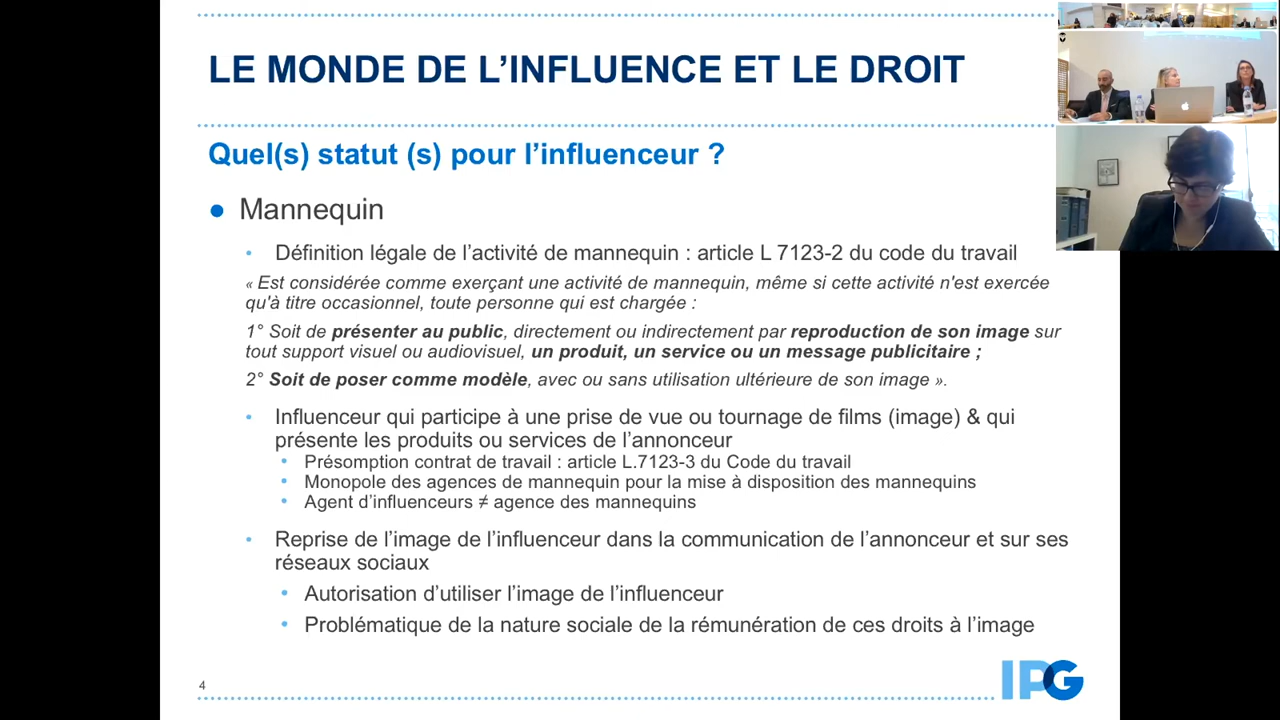 LE MONDE DE L’INFLUENCE ET LE DROIT
Quel(s) statut (s) pour l’influenceur ?
● Mannequin
• Définition légale de l’activité de mannequin : article L 7123-2 du code du travail
« Est considérée comme exerçant une activité de mannequin, même si cette activité n'est exercée
qu'à titre occasionnel, toute personne qui est chargée :
1° Soit de présenter au public, directement ou indirectement par reproduction de son image sur
tout support visuel ou audiovisuel, un produit, un service ou un message publicitaire ;
2° Soit de poser comme modèle, avec ou sans utilisation ultérieure de son image ».
• Influenceur qui participe à une prise de vue ou tournage de films (image) & qui
présente les produits ou services de l’annonceur
• Présomption contrat de travail : article L.7123-3 du Code du travail
• Monopole des agences de mannequin pour la mise à disposition des mannequins
• Agent d’influenceurs ≠ agence des mannequins
• Reprise de l’image de l’influenceur dans la communication de l’annonceur et sur ses
réseaux sociaux
• Autorisation d’utiliser l’image de l’influenceur
• Problématique de la nature sociale de la rémunération de ces droits à l’image
4
IPG